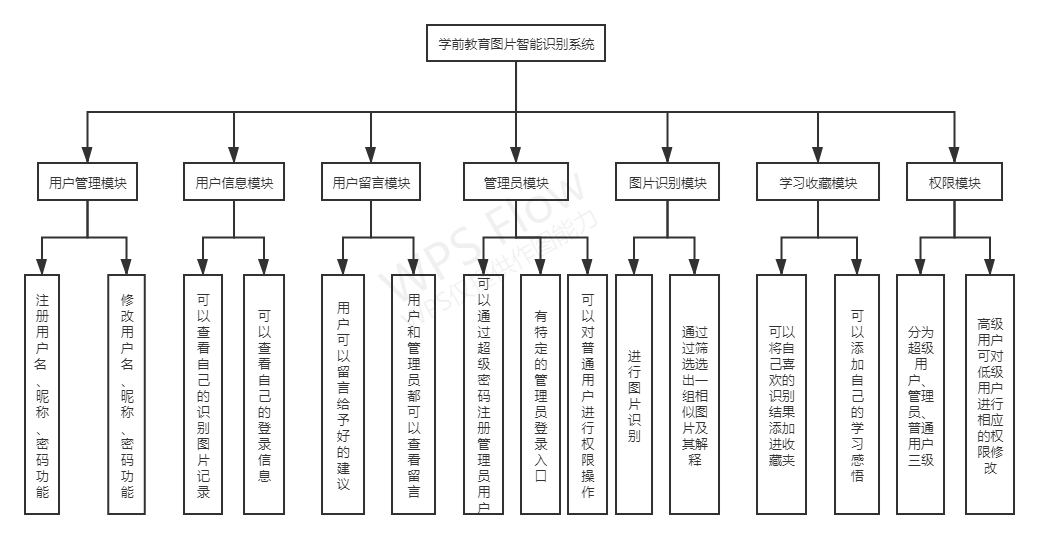 学前教育图片智能识别系统
用户管理模块
用户信息模块
用户留言模块
管理员模块
图片识别模块
学习收藏模块
权限模块
注册用户名、昵称、密码功能
修改用户名、昵称、密码功能
可以查看自己的识别图片记录
可以查看自己的登录信息
用户可以留言给予好的建议
用户和管理员都可以查看留言
可以通过超级密码注册管理员用户
有特定的管理员登录入口
可以对普通用户进行权限操作
进行图片识别
通过
过筛
选选
出一
组相
似图
片及
其解
释
可以
将自
己喜
欢的
识别
结果
添加
进收
藏夹
可以添加自己的学习感悟
分为
超级
用
户、
管理
员、
普通
用户
三级
高级
用户
可对
低级
用户
进行
相应
的权
限修
改
WPS Flow
WPS仅提供作图能力